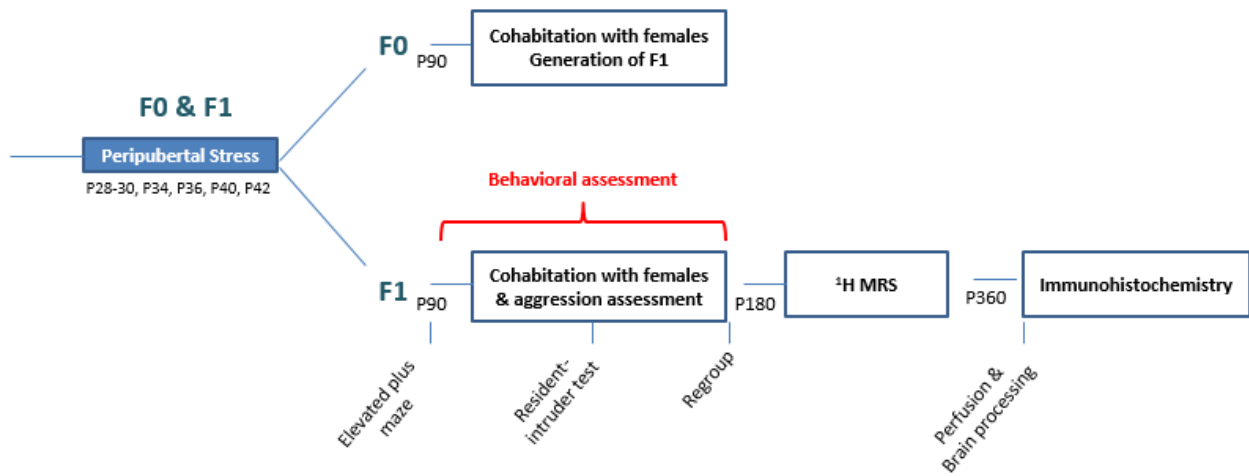 F0
P90
Cohabitation with females
Generation of F1
F0 & F1
Peripubertal Stress
P28-30, P34, P36, P40, P42
Behavioral assessment
F1
P90
Cohabitation with females
& aggression assessment
P180
¹H MRS
P360
Immunohistochemistry
Elevated plus
maze
Resident-
intruder test
Regroup
Perfusion &
Brain processing